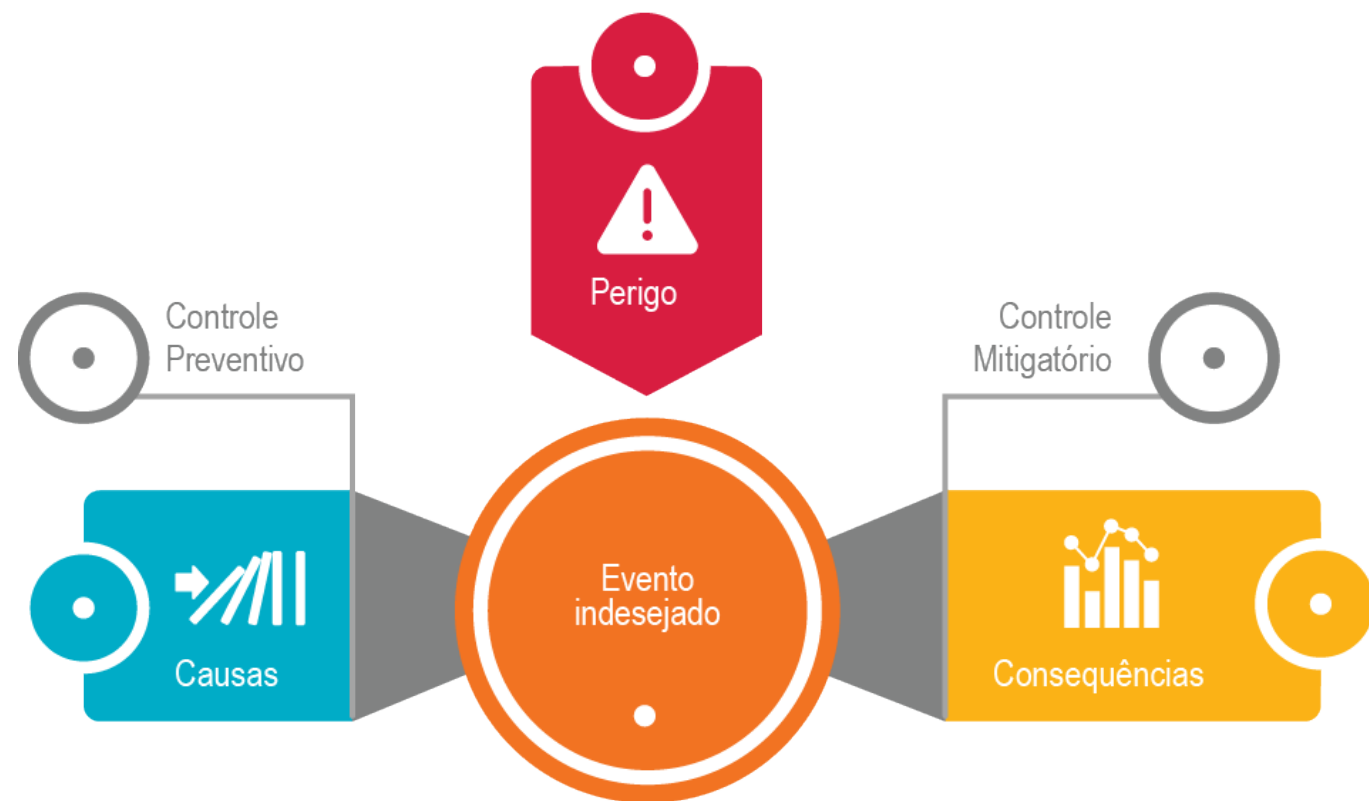 Perigo
Controle
Preventivo
Controle
Mitigatório
Evento
indesejado
Causas
Consequências